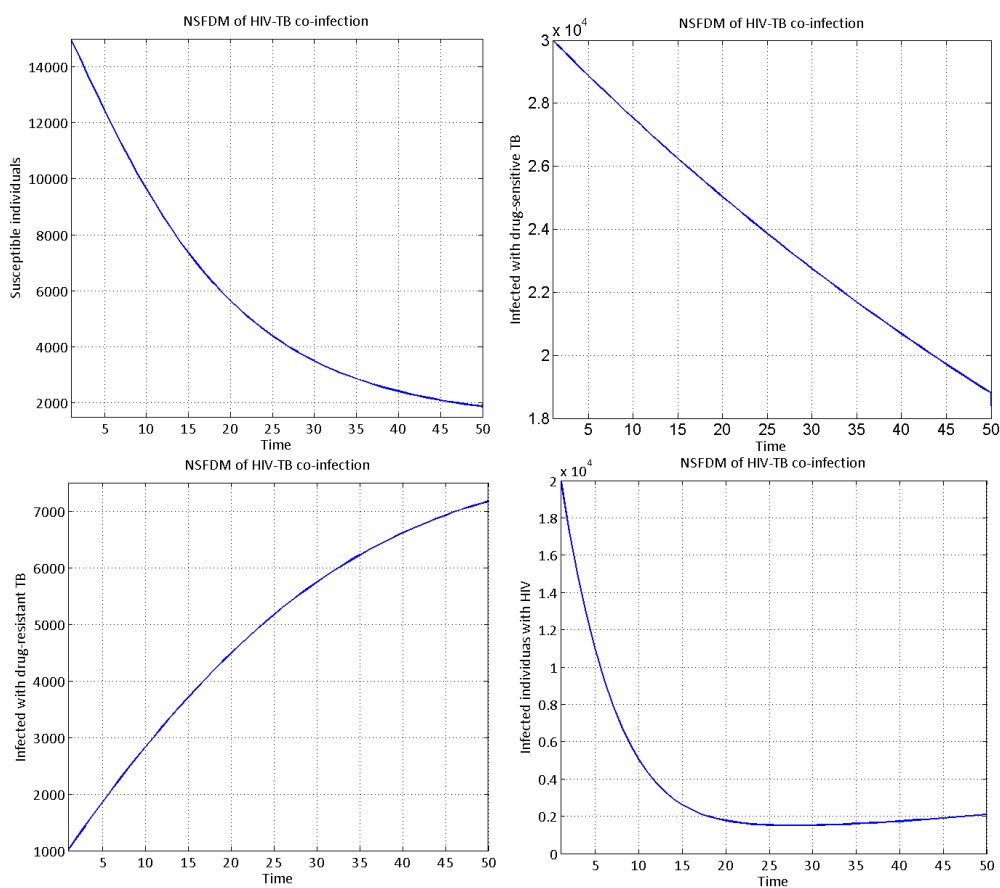 NSFDM of HIV-TB co-infection
Susceptible individuals
14000
12000
10000
8000
6000
4000
2000
5 10 15 20 25 30 35 40 45 50
Time
NSFDM of HIV-TB co-infection
x 10^4
Infected with drug-sensitive TB
3
2.8
2.6
2.4
2.2
2
1.8
5 10 15 20 25 30 35 40 45 50
Time
NSFDM of HIV-TB co-infection
Infected with drug-resistant TB
7000
6000
5000
4000
3000
2000
1000
5 10 15 20 25 30 35 40 45 50
Time
NSFDM of HIV-TB co-infection
x 10^4
Infected individuas with HIV
2
1.8
1.6
1.4
1.2
1
0.8
0.6
0.4
0.2
0
5 10 15 20 25 30 35 40 45 50
Time